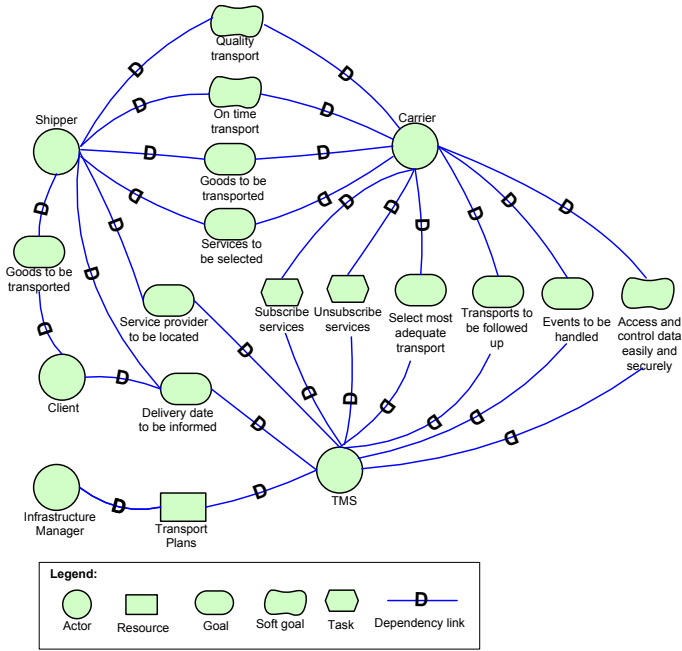 Quality
transport
D
D
Shipper
D
D
On time
transport
Carrier
D
D
Goods to be
transported
D
D
Services to
be selected
D
D
D
D
D
D
D
D
Goods to be
transported
D
Service provider
to be located
Subscribe
services
Unsubscribe
services
Select most
adequate
transport
Transports to
be followed
up
Events to be
handled
Access and
control data
easily and
securely
D
D
Client
D
Delivery date
to be informed
D
D
D
D
D
D
D
D
TMS
Infrastructure
Manager
D
Transport
Plans
D
Legend:
Actor
Resource
Goal
Soft goal
Task
D
Dependency link